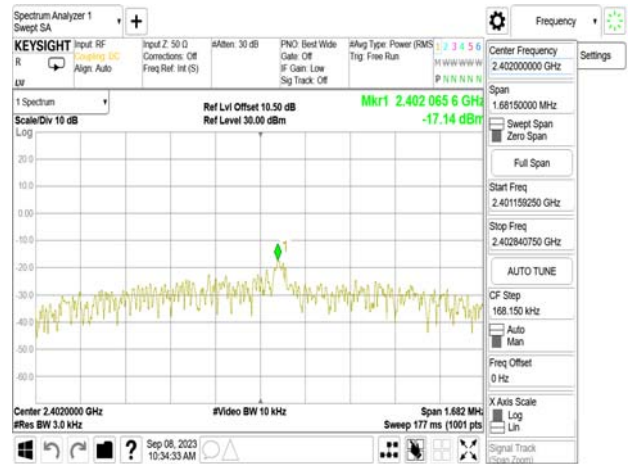 Spectrum Analyzer 1
Swept SA
+
Frequency
KEYSIGHT
R
LXI
Input: RF
Coupling: DC
Align: Auto
Input Z: 50 Ω
Corrections: Off
Freq Ref: Int (S)
#Atten: 30 dB
PNO: Best Wide
Gate: Off
IF Gain: Low
Sig Track: Off
#Avg Type: Power (RMS
Trig: Free Run
1 2 3 4 5 6
M W W W W W
P N N N N N
Center Frequency
2.402000000 GHz
Settings
Span
1.68150000 MHz
Swept Span
Zero Span
Full Span
Start Freq
2.401159250 GHz
Stop Freq
2.402840750 GHz
AUTO TUNE
CF Step
168.150 kHz
Auto
Man
Freq Offset
0 Hz
X Axis Scale
Log
Lin
Signal Track
(Span Zoom)
1 Spectrum
Scale/Div 10 dB
Log
Ref Lvl Offset 10.50 dB
Ref Level 30.00 dBm
Mkr1 2.402 065 6 GHz
-17.14 dBm
20.0
10.0
0.00
-10.0
-20.0
-30.0
-40.0
-50.0
-60.0
1
Center 2.4020000 GHz
#Res BW 3.0 kHz
#Video BW 10 kHz
Span 1.682 MHz
Sweep 177 ms (1001 pts
?
Sep 08, 2023
10:34:33 AM